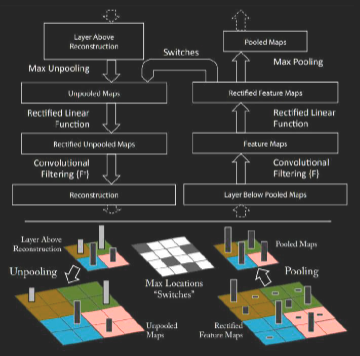 Layer Above
Reconstruction
Switches
Pooled Maps
Max Unpooling
Max Pooling
Unpooled Maps
Rectified Feature Maps
Rectified Linear
Function
Rectified Linear
Function
Rectified Unpooled Maps
Feature Maps
Convolutional
Filtering {Fᵀ}
Convolutional
Filtering {F}
Reconstruction
Layer Below Pooled Maps
Layer Above
Reconstruction
Pooled Maps
Unpooling
Max Locations
"Switches"
Pooling
Unpooled
Maps
Rectified
Feature Maps